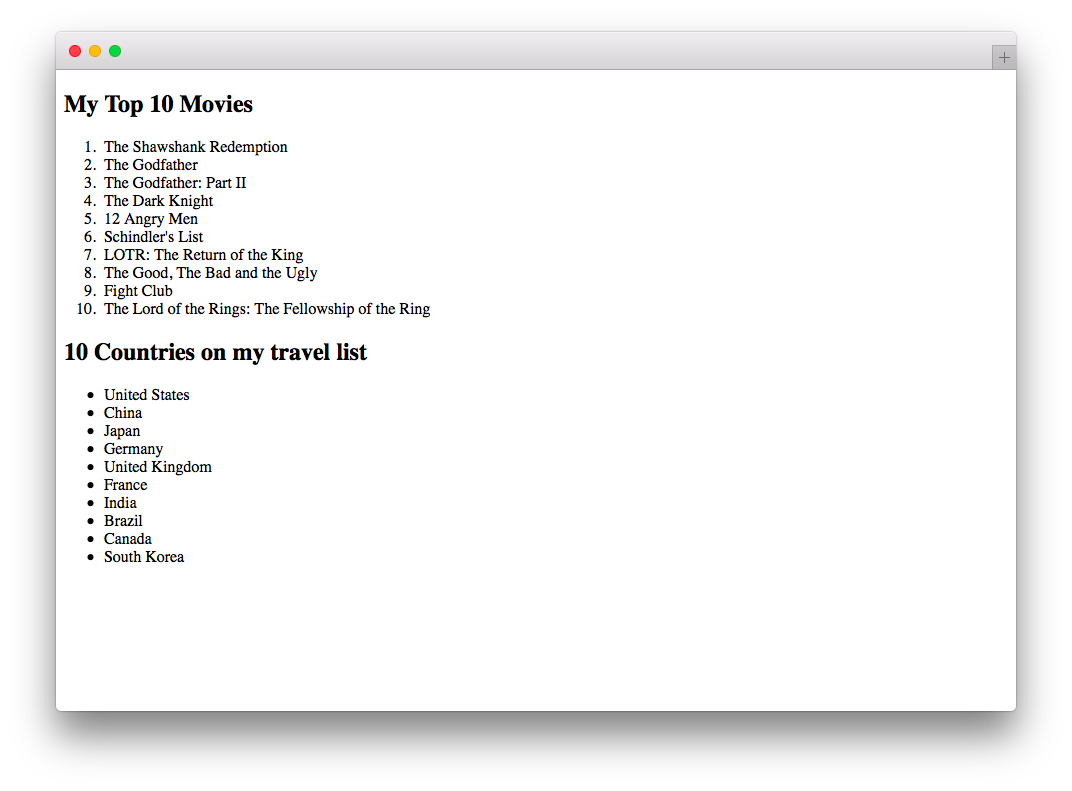 My Top 10 Movies
1. The Shawshank Redemption
2. The Godfather
3. The Godfather: Part II
4. The Dark Knight
5. 12 Angry Men
6. Schindler's List
7. LOTR: The Return of the King
8. The Good, The Bad and the Ugly
9. Fight Club
10. The Lord of the Rings: The Fellowship of the Ring
10 Countries on my travel list
• United States
• China
• Japan
• Germany
• United Kingdom
• France
• India
• Brazil
• Canada
• South Korea